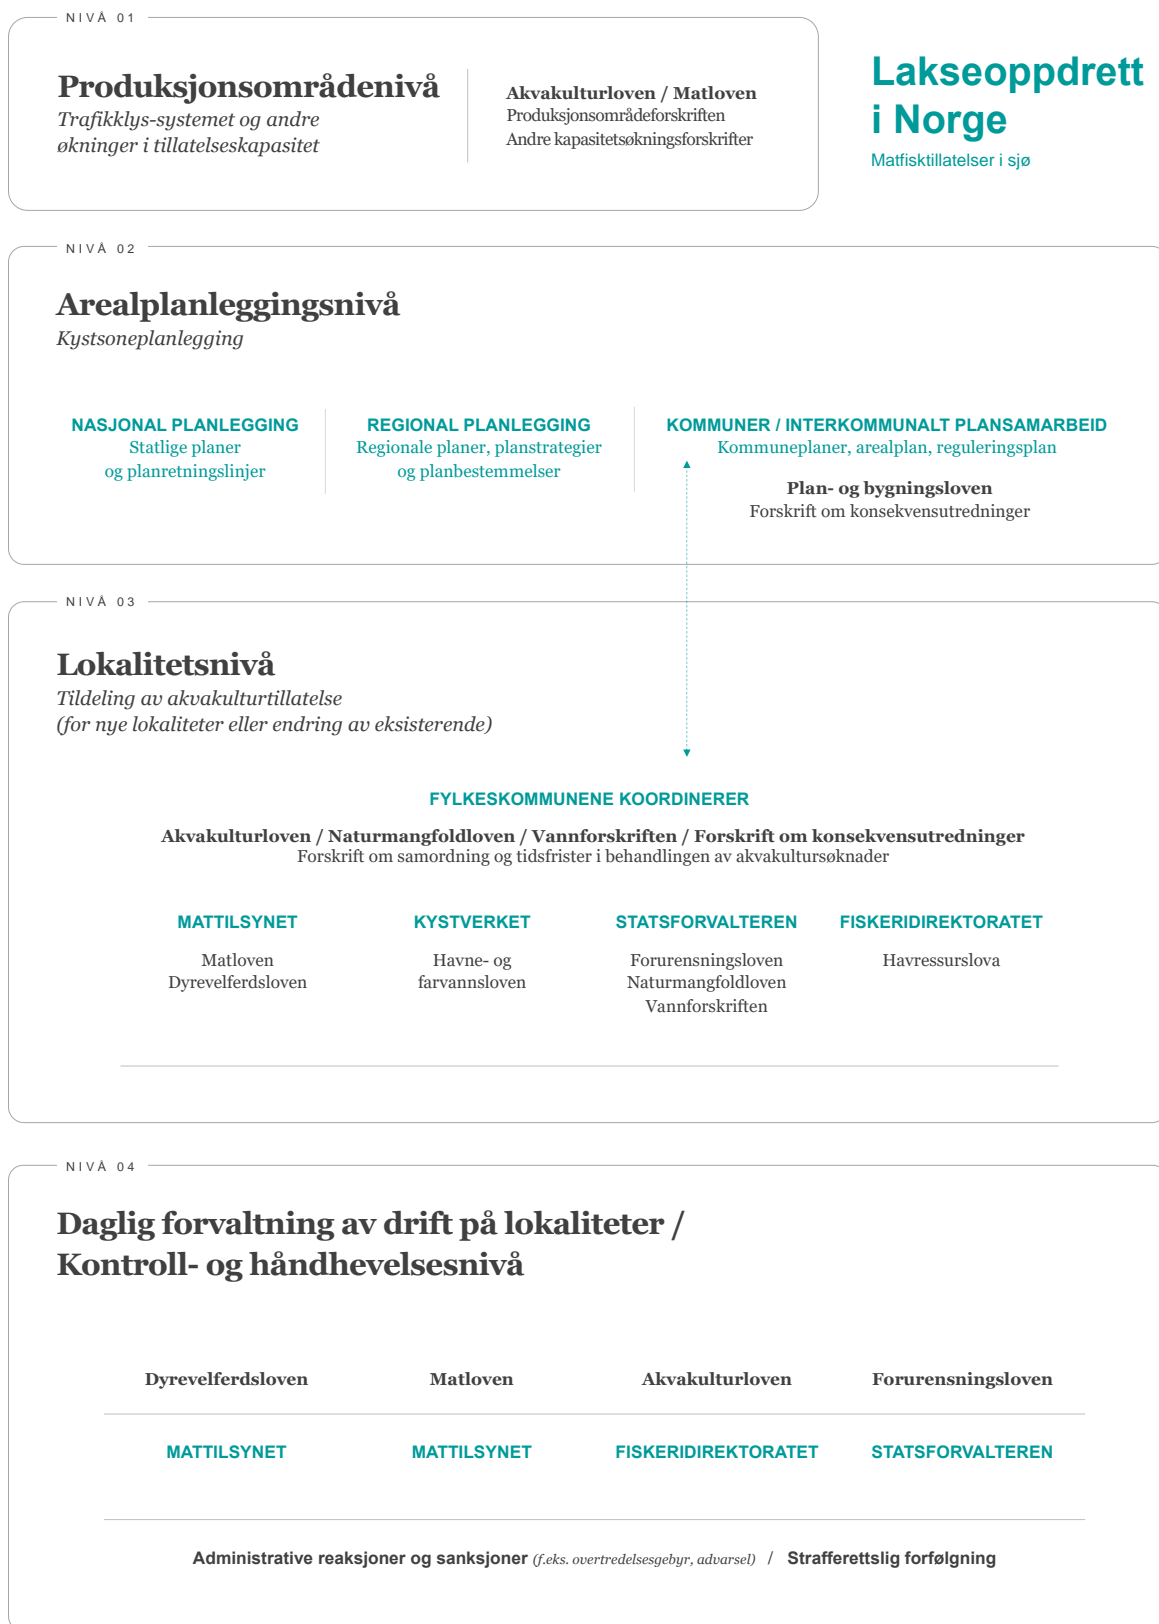 NIVÅ 01
Produksjonsområdenivå
Trafikklys-systemet og andre
økninger i tillatelseskapasitet
Akvakulturloven / Matloven
Produksjonsområdeforskriften
Andre kapasitetsøkningsforskrifter
Lakseoppdrett
i Norge
Matfisktillatelser i sjø
NIVÅ 02
Arealplanleggingsnivå
Kystsoneplanlegging
NASJONAL PLANLEGGING
Statlige planer
og planretningslinjer
REGIONAL PLANLEGGING
Regionale planer, planstrategier
og planbestemmelser
KOMMUNER / INTERKOMMUNALT PLANSAMARBEID
Kommuneplaner, arealplan, reguleringsplan
Plan- og bygningsloven
Forskrift om konsekvensutredninger
NIVÅ 03
Lokalitetsnivå
Tildeling av akvakulturtillatelse
(for nye lokaliteter eller endring av eksisterende)
FYLKESKOMMUNENE KOORDINERER
Akvakulturloven / Naturmangfoldloven / Vannforskriften / Forskrift om konsekvensutredninger
Forskrift om samordning og tidsfrister i behandlingen av akvakultursøknader
MATTILSYNET
Matloven
Dyrevelferdsloven
KYSTVERKET
Havne- og
farvannsloven
STATSFORVALTEREN
Forurensningsloven
Naturmangfoldloven
Vannforskriften
FISKERIDIREKTORATET
Havressurslova
NIVÅ 04
Daglig forvaltning av drift på lokaliteter /
Kontroll- og håndhevelsesnivå
Dyrevelferdsloven Matloven Akvakulturloven Forurensningsloven
MATTILSYNET MATTILSYNET FISKERIDIREKTORATET STATSFORVALTEREN
Administrative reaksjoner og sanksjoner (f.eks. overtredelsesgebyr, advarsel) / Strafferettslig forfølgning